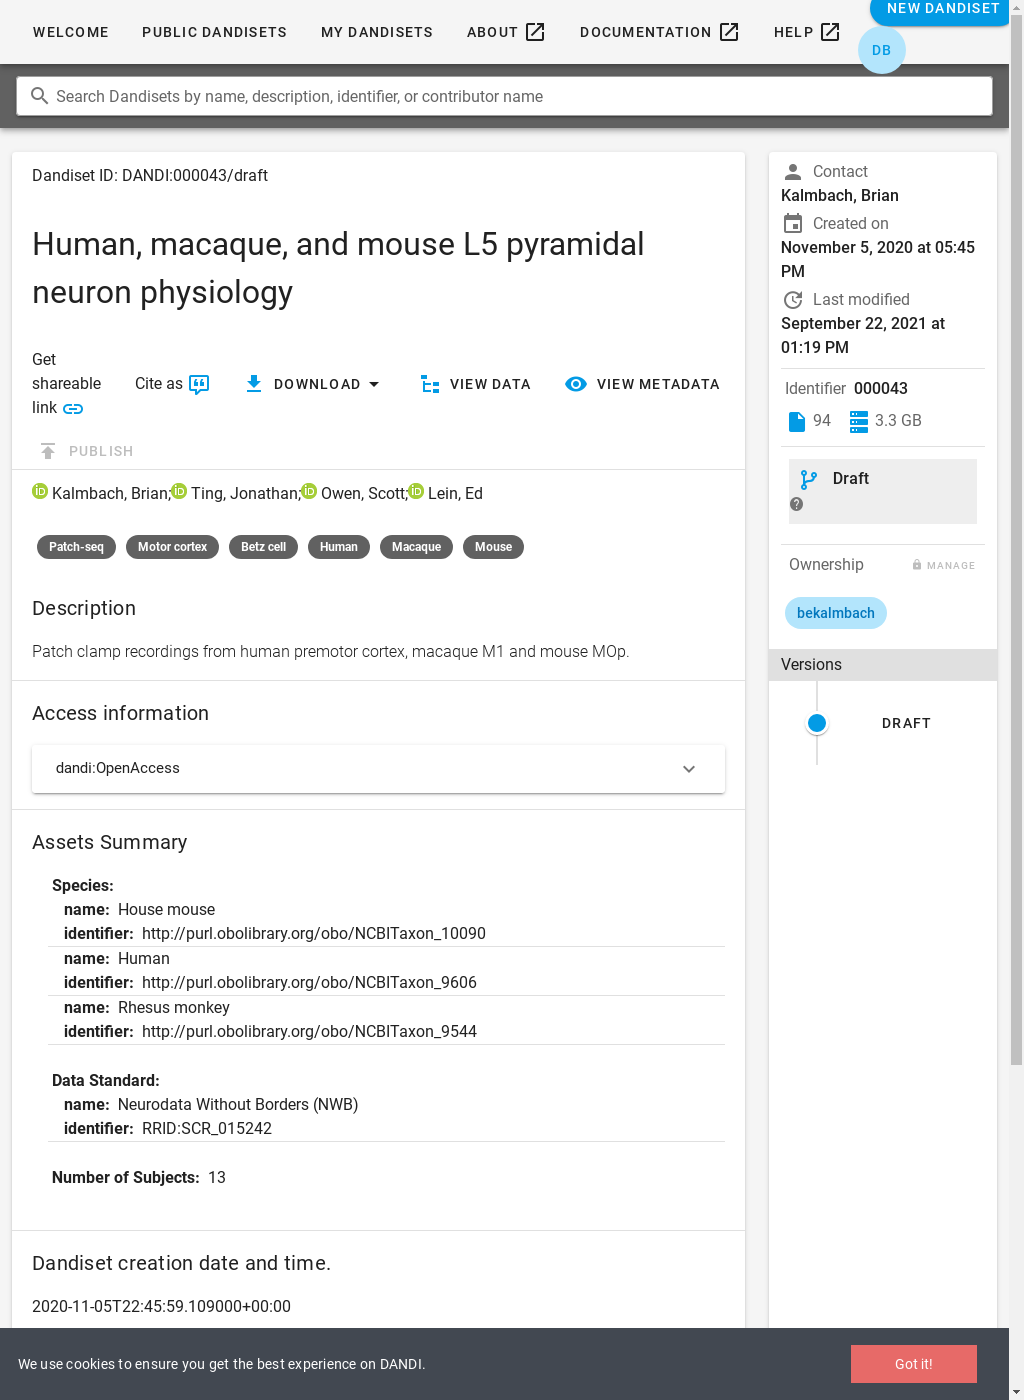 WELCOME
PUBLIC DANDISETS
MY DANDISETS
ABOUT
DOCUMENTATION
HELP
NEW DANDISET
DB
Search Dandisets by name, description, identifier, or contributor name
Dandiset ID: DANDI:000043/draft
Human, macaque, and mouse L5 pyramidal
neuron physiology
Get
shareable
link
Cite as
DOWNLOAD
VIEW DATA
VIEW METADATA
PUBLISH
iD Kalmbach, Brian; iD Ting, Jonathan; iD Owen, Scott; iD Lein, Ed
Patch-seq
Motor cortex
Betz cell
Human
Macaque
Mouse
Description
Patch clamp recordings from human premotor cortex, macaque M1 and mouse MOp.
Access information
dandi:OpenAccess
Assets Summary
Species:
name: House mouse
identifier: http://purl.obolibrary.org/obo/NCBITaxon_10090
name: Human
identifier: http://purl.obolibrary.org/obo/NCBITaxon_9606
name: Rhesus monkey
identifier: http://purl.obolibrary.org/obo/NCBITaxon_9544
Data Standard:
name: Neurodata Without Borders (NWB)
identifier: RRID:SCR_015242
Number of Subjects: 13
Dandiset creation date and time.
2020-11-05T22:45:59.109000+00:00
Contact
Kalmbach, Brian
Created on
November 5, 2020 at 05:45
PM
Last modified
September 22, 2021 at
01:19 PM
Identifier 000043
94
3.3 GB
Draft
?
Ownership
MANAGE
bekalmbach
Versions
DRAFT
We use cookies to ensure you get the best experience on DANDI.
Got it!